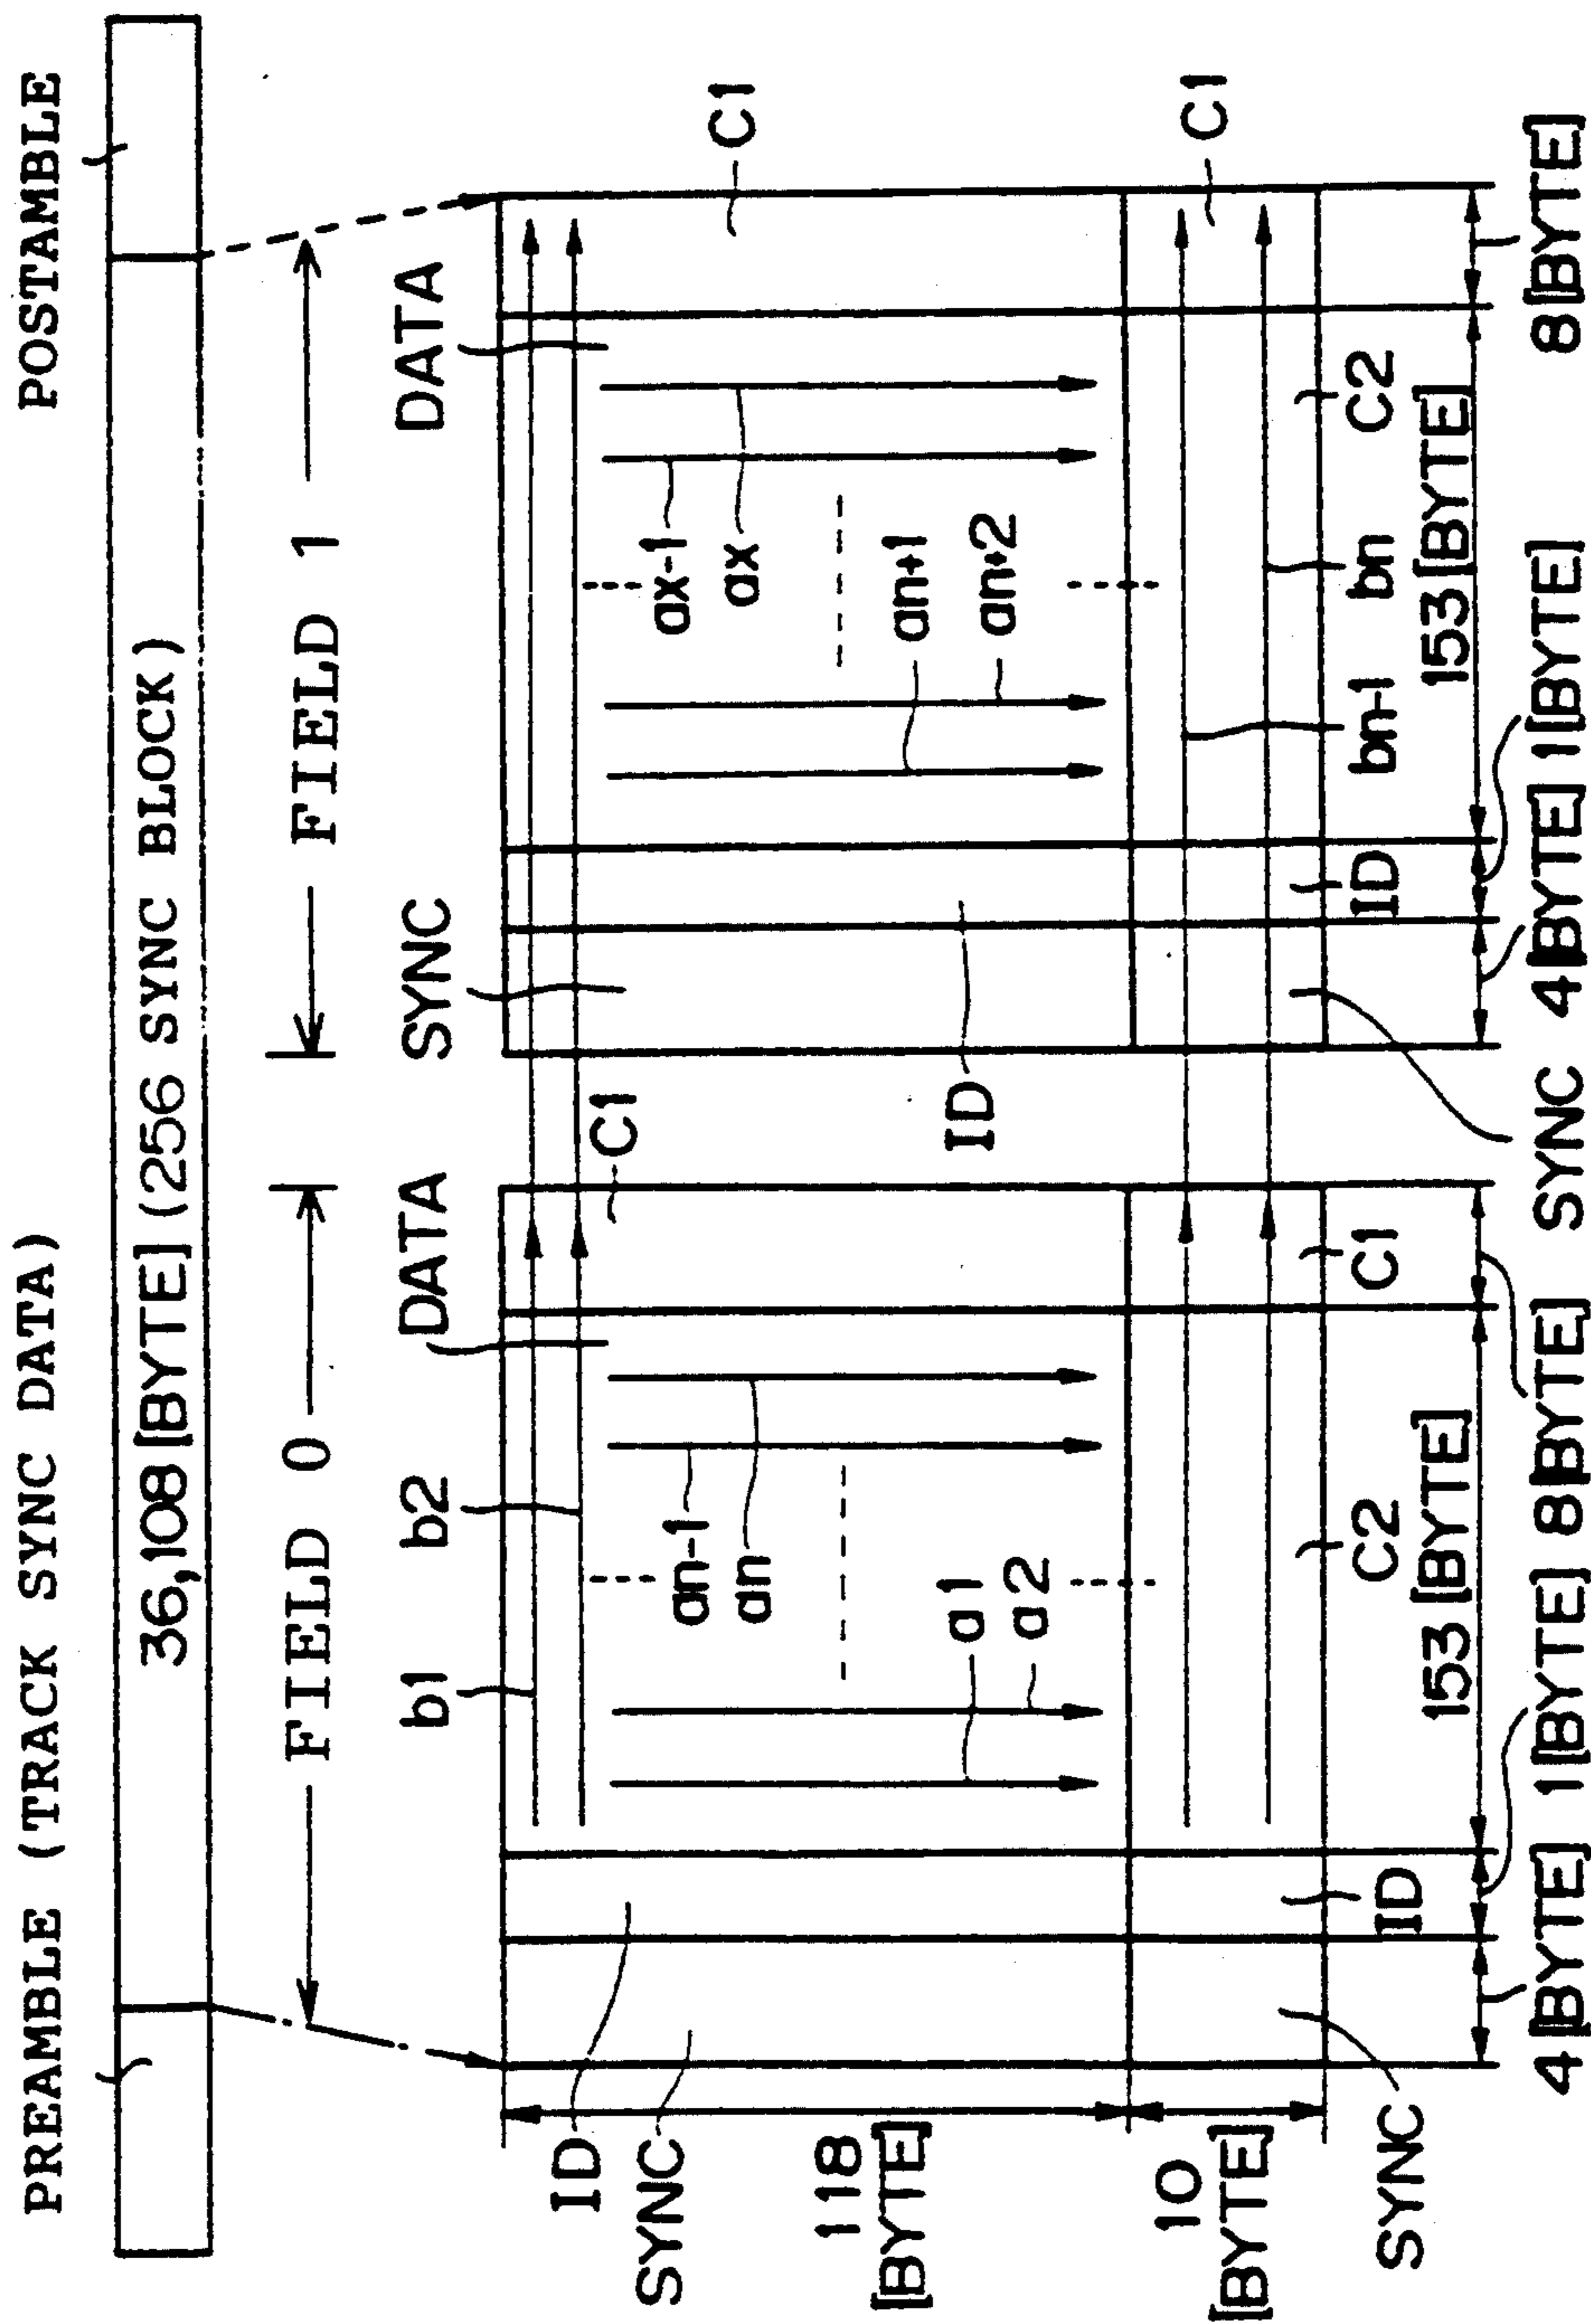 PREAMBLE (TRACK SYNC DATA)
POSTAMBLE
36,108[BYTE] (256 SYNC BLOCK)
FIELD 0
FIELD 1
b1
b2
DATA
SYNC
DATA
ID
SYNC
C1
C1
an-1
an
a1
a2
ax-1
ax
an+1
an+2
ID
118
[BYTE]
10
[BYTE]
C1
SYNC
ID
C2
C1
ID
bn-1
bn
C2
153[BYTE]
153[BYTE]
4[BYTE] 1[BYTE] 8[BYTE] SYNC 4[BYTE] 1[BYTE] 8[BYTE]